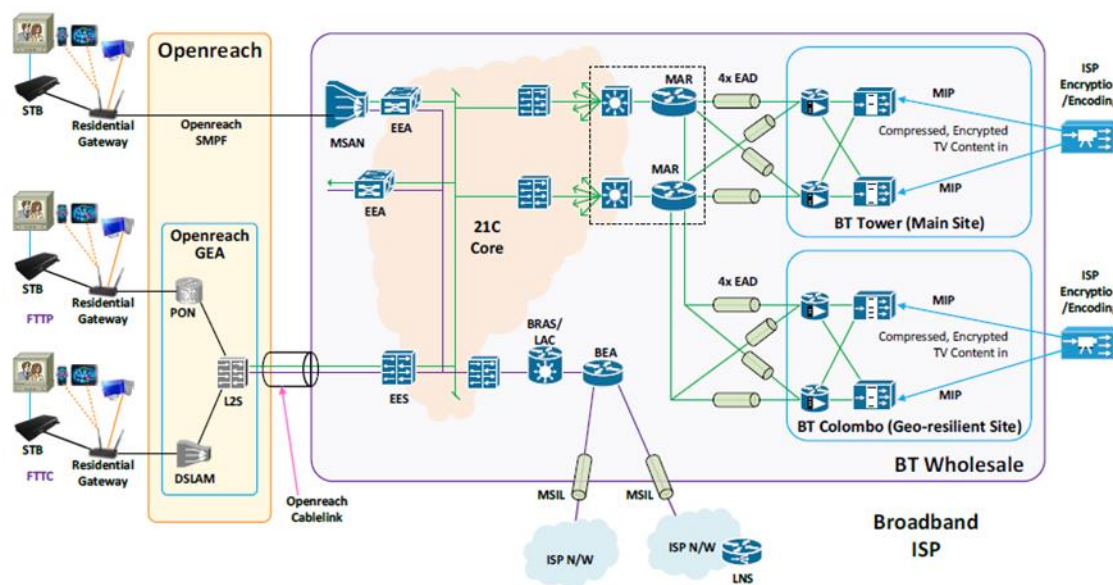 Openreach
STB
Residential
Gateway
Openreach
SMPF
MSAN
EEA
EEA
21C
Core
MAR
MAR
4x EAD
MIP
Compressed, Encrypted
TV Content in
MIP
BT Tower (Main Site)
ISP
Encryption
/Encoding
STB
FTTP
Residential
Gateway
Openreach
GEA
PON
L2S
DSLAM
STB
FTTC
Residential
Gateway
Openreach
Cablelink
EES
BRAS/
LAC
BEA
4x EAD
MIP
Compressed, Encrypted
TV Content in
MIP
BT Colombo (Geo-resilient Site)
ISP
Encryption
/Encoding
BT Wholesale
MSIL
MSIL
ISP N/W
ISP N/W
LNS
Broadband
ISP